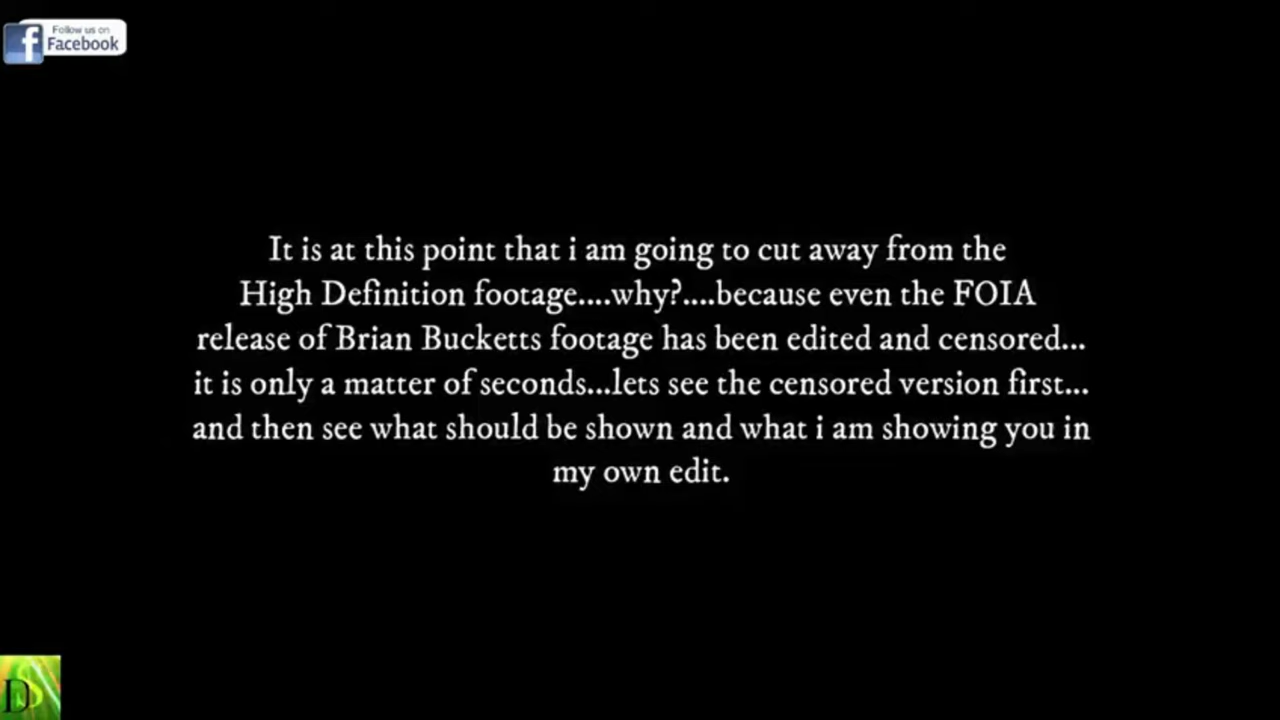 Follow us on
Facebook
It is at this point that i am going to cut away from the
High Definition footage....why?....because even the FOIA
release of Brian Bucketts footage has been edited and censored...
it is only a matter of seconds...lets see the censored version first...
and then see what should be shown and what i am showing you in
my own edit.